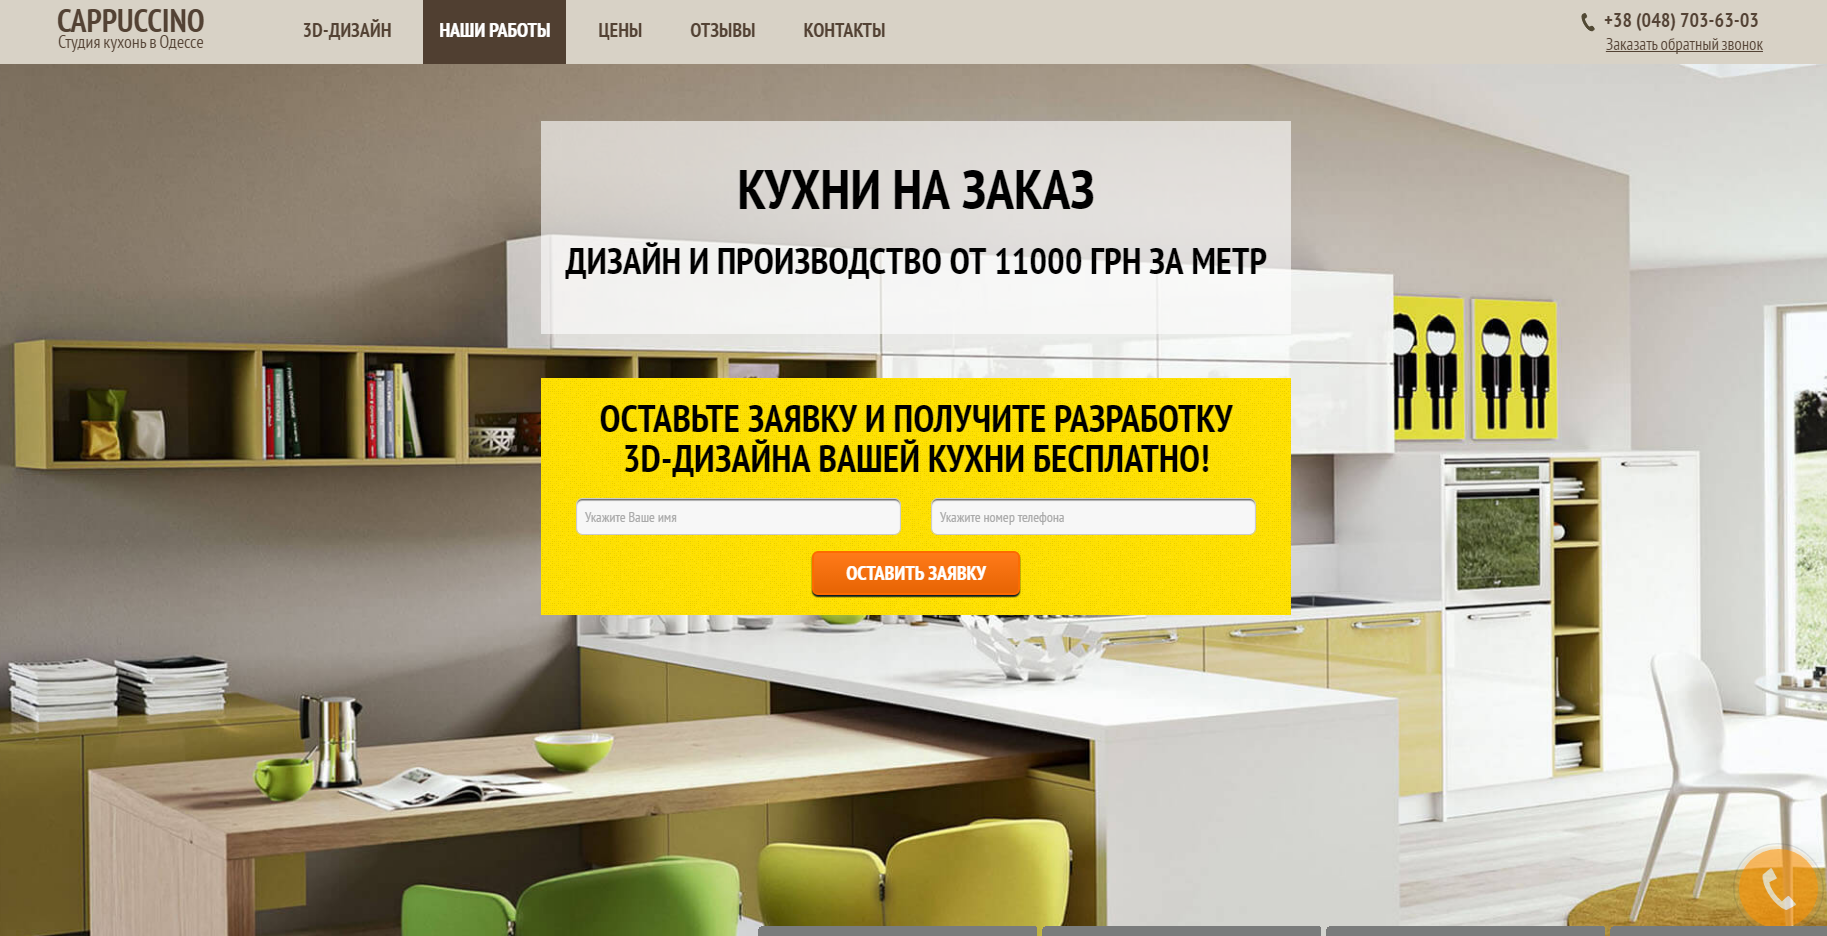 CAPPUCCINO
Студия кухонь в Одессе
3D-ДИЗАЙН
НАШИ РАБОТЫ
ЦЕНЫ
ОТЗЫВЫ
КОНТАКТЫ
+38 (048) 703-63-03
Заказать обратный звонок
КУХНИ НА ЗАКАЗ
ДИЗАЙН И ПРОИЗВОДСТВО ОТ 11000 ГРН ЗА МЕТР
ОСТАВЬТЕ ЗАЯВКУ И ПОЛУЧИТЕ РАЗРАБОТКУ
3D-ДИЗАЙНА ВАШЕЙ КУХНИ БЕСПЛАТНО!
Укажите Ваше имя
Укажите номер телефона
ОСТАВИТЬ ЗАЯВКУ